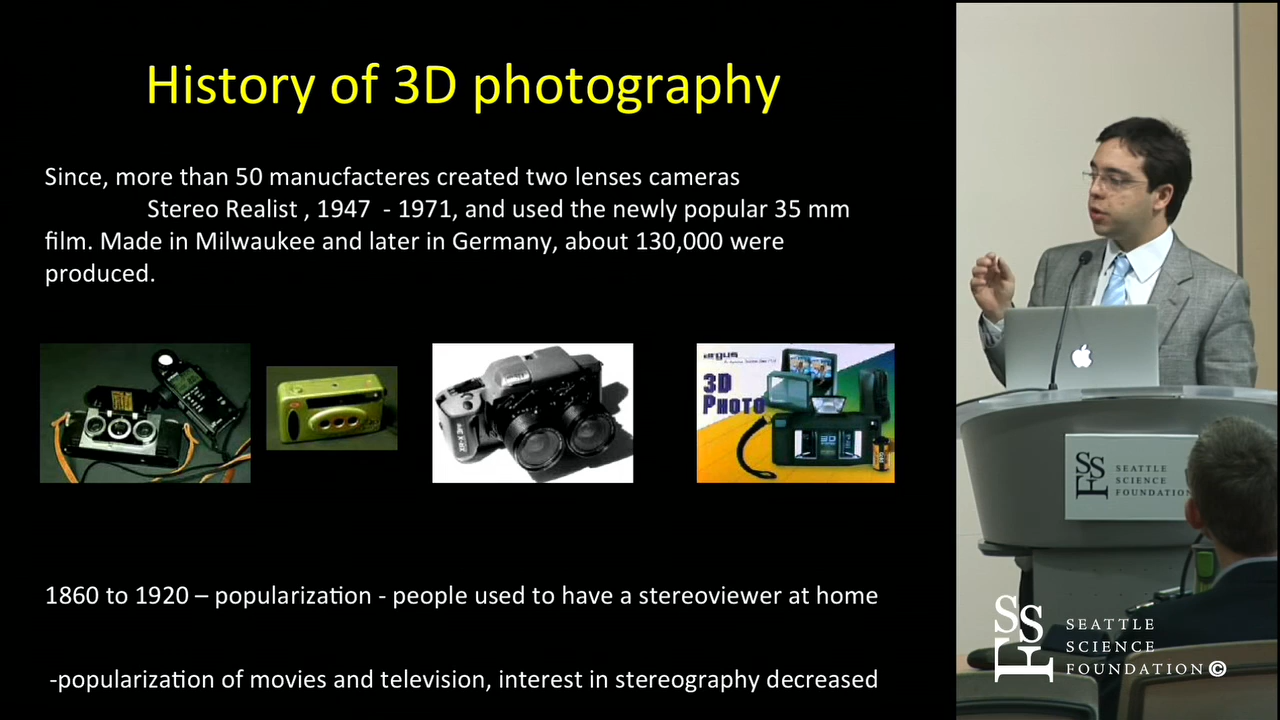 History of 3D photography
Since, more than 50 manucfacteres created two lenses cameras
Stereo Realist , 1947 - 1971, and used the newly popular 35 mm
film. Made in Milwaukee and later in Germany, about 130,000 were
produced.
argus
3D
PHOTO
1860 to 1920 – popularization - people used to have a stereoviewer at home
-popularization of movies and television, interest in stereography decreased
SSF
SEATTLE
SCIENCE
FOUNDATION
SSF
SEATTLE
SCIENCE
FOUNDATION©